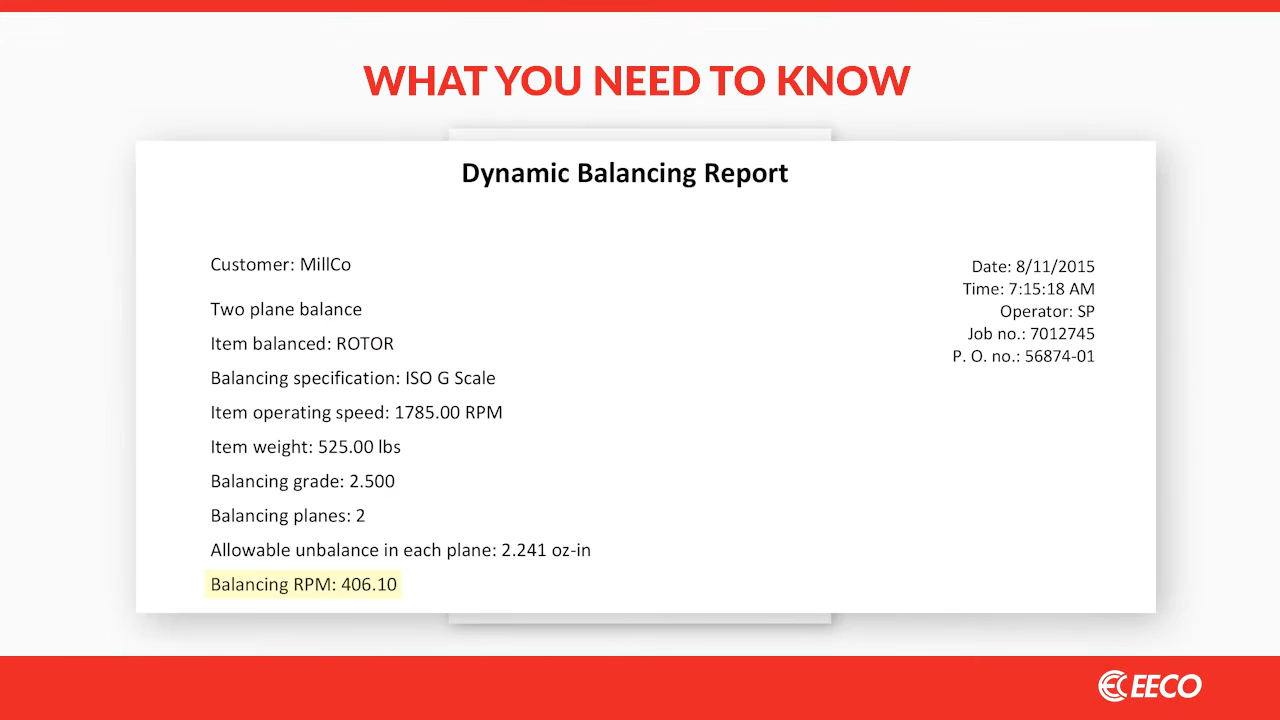 WHAT YOU NEED TO KNOW
Dynamic Balancing Report
Customer: MillCo
Two plane balance
Item balanced: ROTOR
Balancing specification: ISO G Scale
Item operating speed: 1785.00 RPM
Item weight: 525.00 lbs
Balancing grade: 2.500
Balancing planes: 2
Allowable unbalance in each plane: 2.241 oz-in
Balancing RPM: 406.10
Date: 8/11/2015
Time: 7:15:18 AM
Operator: SP
Job no.: 7012745
P. O. no.: 56874-01
EECO